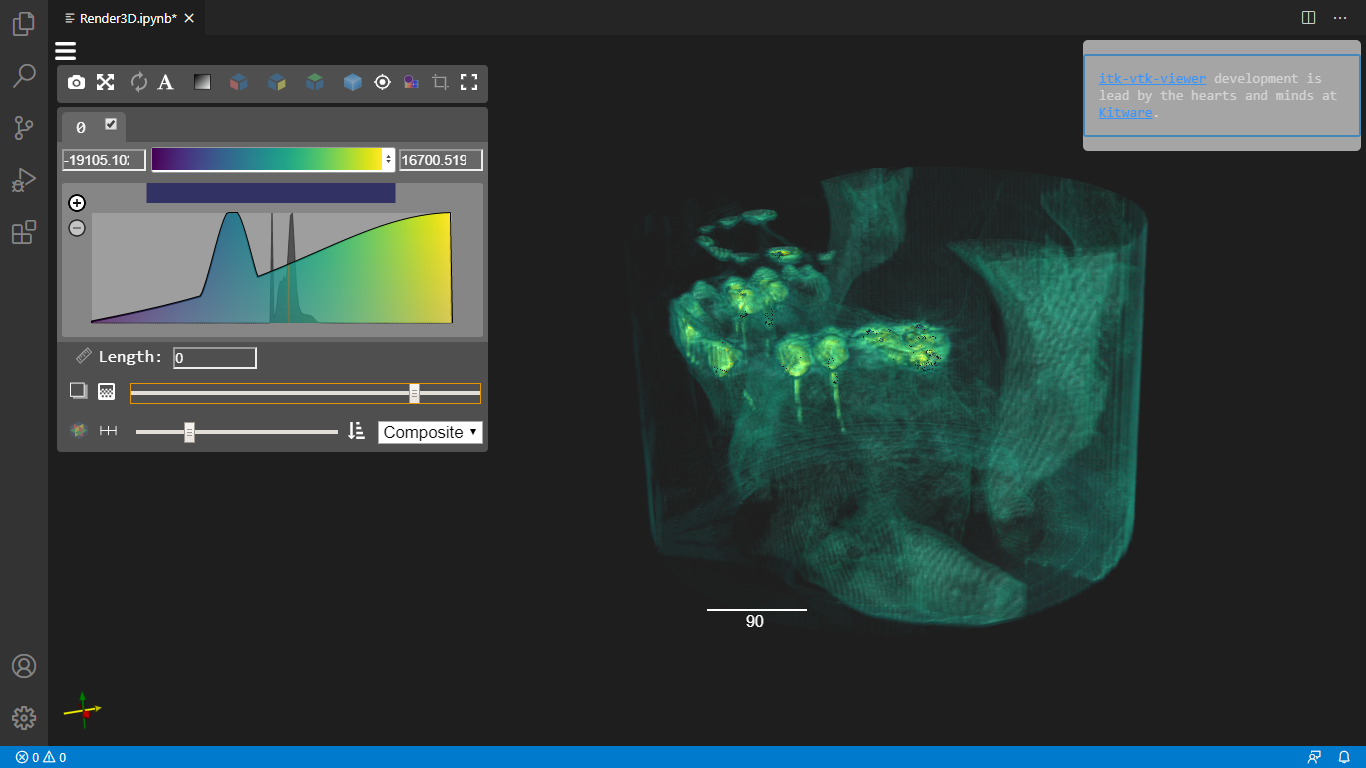 Render3D.ipynb*
itk-vtk-viewer development is
lead by the hearts and minds at
Kitware.
A
0
-19105.10
16700.519
Length: 0
Composite
90
0 0